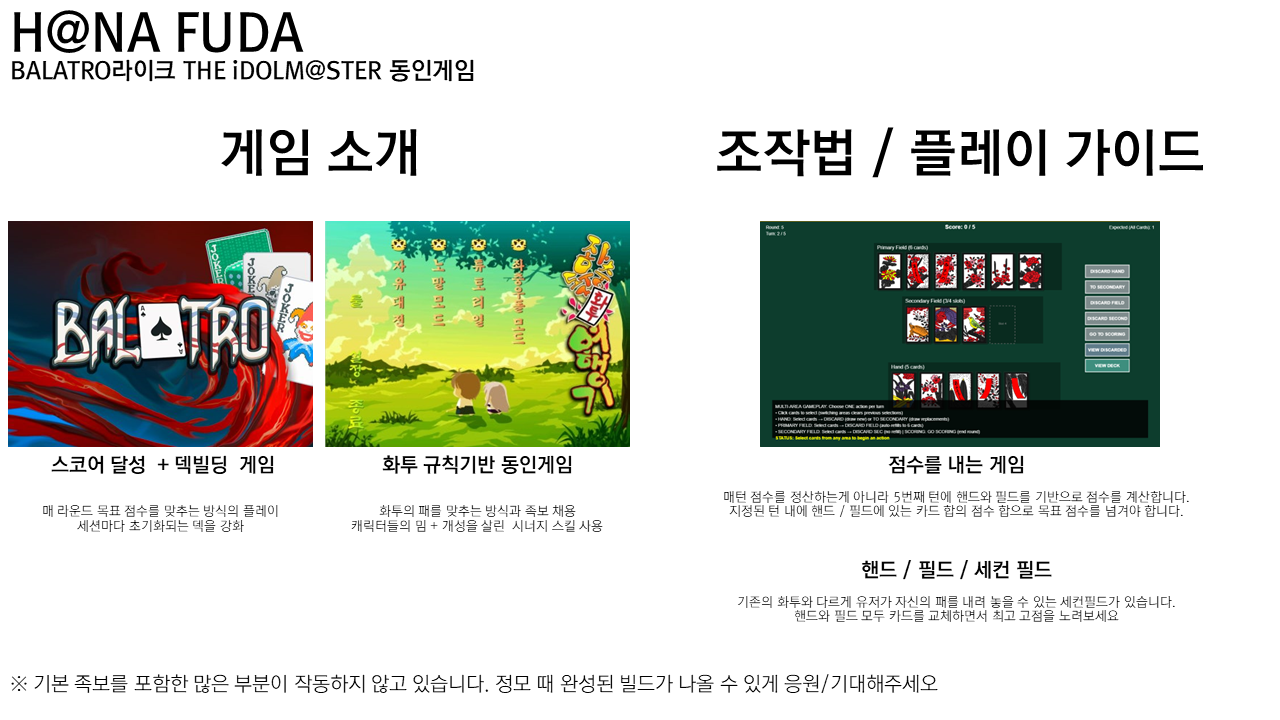 H@NA FUDA
BALATRO라이크 THE iDOLM@STER 동인게임
게임 소개
JOKER
JOKER
JOKER
BALATRO
스코어 달성 + 덱빌딩 게임
매 라운드 목표 점수를 맞추는 방식의 플레이
세션마다 초기화되는 덱을 강화
자유대전
노말모드
튜토리얼
화투
화투 규칙기반 동인게임
화투의 패를 맞추는 방식과 족보 채용
캐릭터들의 밈 + 개성을 살린 시너지 스킬 사용
조작법 / 플레이 가이드
Round: 5
Turn: 2 / 5
Score: 0 / 5
Expected (All Cards): 1
Primary Field (6 cards)
Secondary Field (3/4 slots)
Hand (5 cards)
DISCARD HAND
TO SECONDARY
DISCARD FIELD
DISCARD SECOND
GO TO SCORING
VIEW DISCARDED
VIEW DECK
MULTI-AREA GAMEPLAY: Choose ONE action per turn
• Click cards to select (switching areas clears previous selections)
• HAND: Select cards → DISCARD (draw new) or TO SECONDARY (draw replacements)
• PRIMARY FIELD: Select cards → DISCARD FIELD (auto-refills to 6 cards)
• SECONDARY FIELD: Select cards → DISCARD SEC (no refill) | SCORING: GO SCORING (end round)
STATUS: Select cards from any area to begin an action
점수를 내는 게임
매턴 점수를 정산하는게 아니라 5번째 턴에 핸드와 필드를 기반으로 점수를 계산합니다.
지정된 턴 내에 핸드 / 필드에 있는 카드 합의 점수 합으로 목표 점수를 넘겨야 합니다.
핸드 / 필드 / 세컨 필드
기존의 화투와 다르게 유저가 자신의 패를 내려 놓을 수 있는 세컨필드가 있습니다.
핸드와 필드 모두 카드를 교체하면서 최고 고점을 노려보세요
※ 기본 족보를 포함한 많은 부분이 작동하지 않고 있습니다. 정모 때 완성된 빌드가 나올 수 있게 응원/기대해주세오